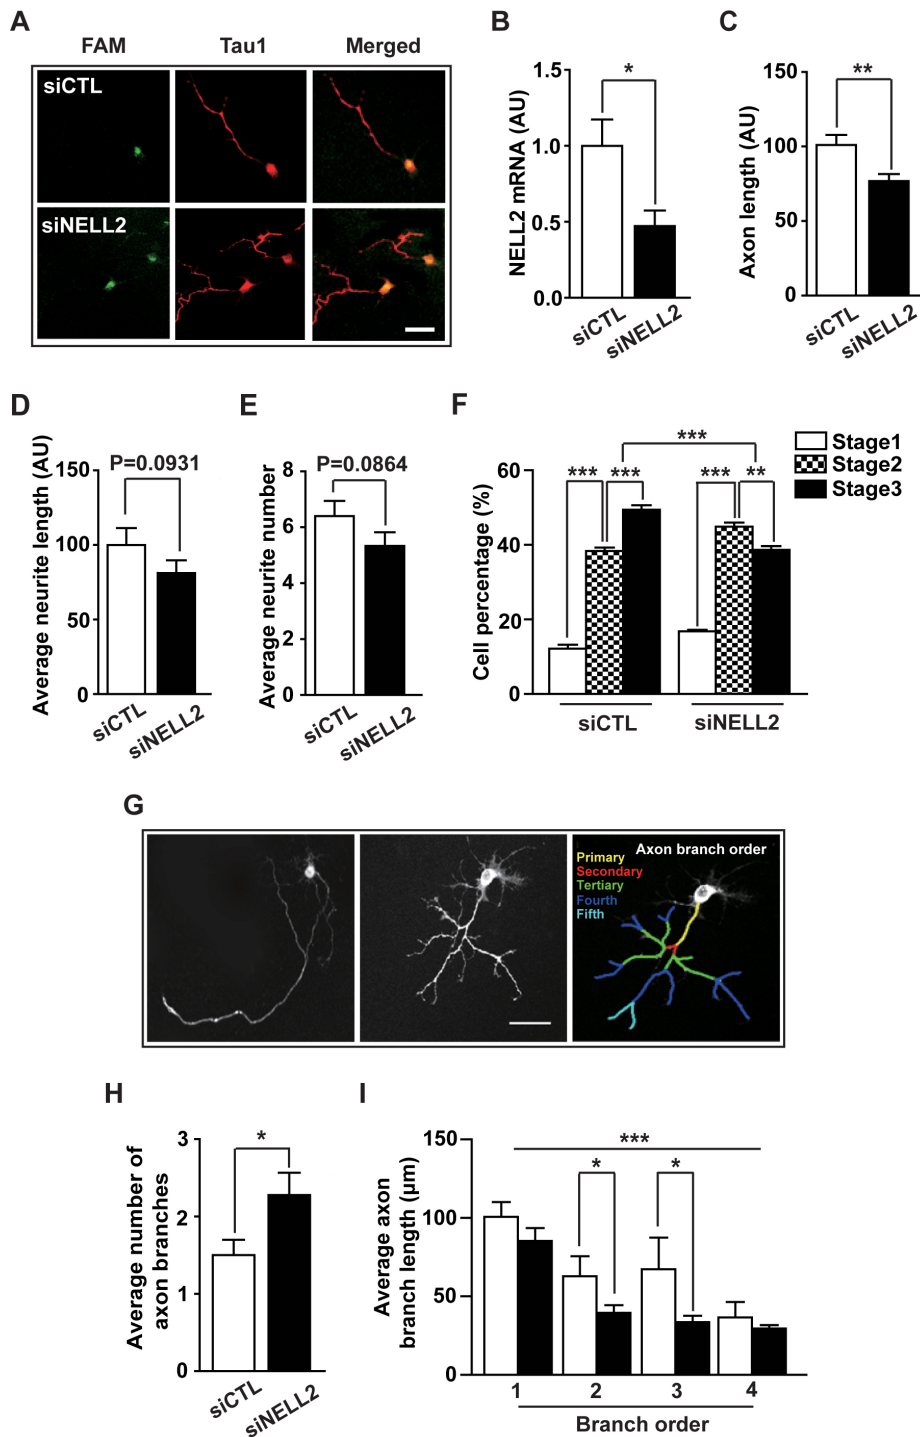 A
FAM Tau1 Merged
siCTL
siNELL2
B
NELL2 mRNA (AU)
1.5
1.0
0.5
0.0
*
siCTL
siNELL2
C
Axon length (AU)
150
100
50
0
**
siCTL
siNELL2
D
Average neurite length (AU)
150
100
50
0
P=0.0931
siCTL
siNELL2
E
Average neurite number
8
6
4
2
0
P=0.0864
siCTL
siNELL2
F
Cell percentage (%)
60
40
20
0
***
*** *** *** **
Stage1
Stage2
Stage3
siCTL siNELL2
G
Axon branch order
Primary
Secondary
Tertiary
Fourth
Fifth
H
Average number of
axon branches
3
2
1
0
*
siCTL
siNELL2
I
Average axon
branch length (µm)
150
100
50
0
***
* *
1 2 3 4
Branch order